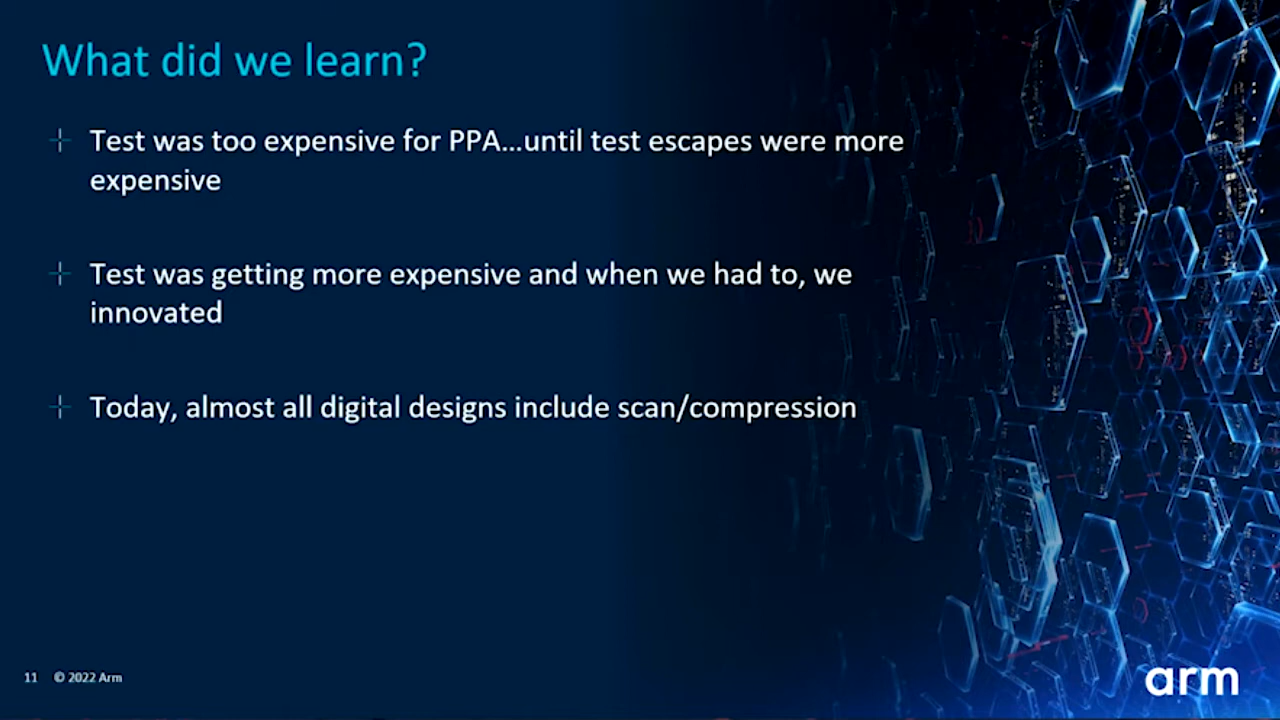 What did we learn?
Test was too expensive for PPA...until test escapes were more
expensive
Test was getting more expensive and when we had to, we
innovated
Today, almost all digital designs include scan/compression
11 © 2022 Arm
arm